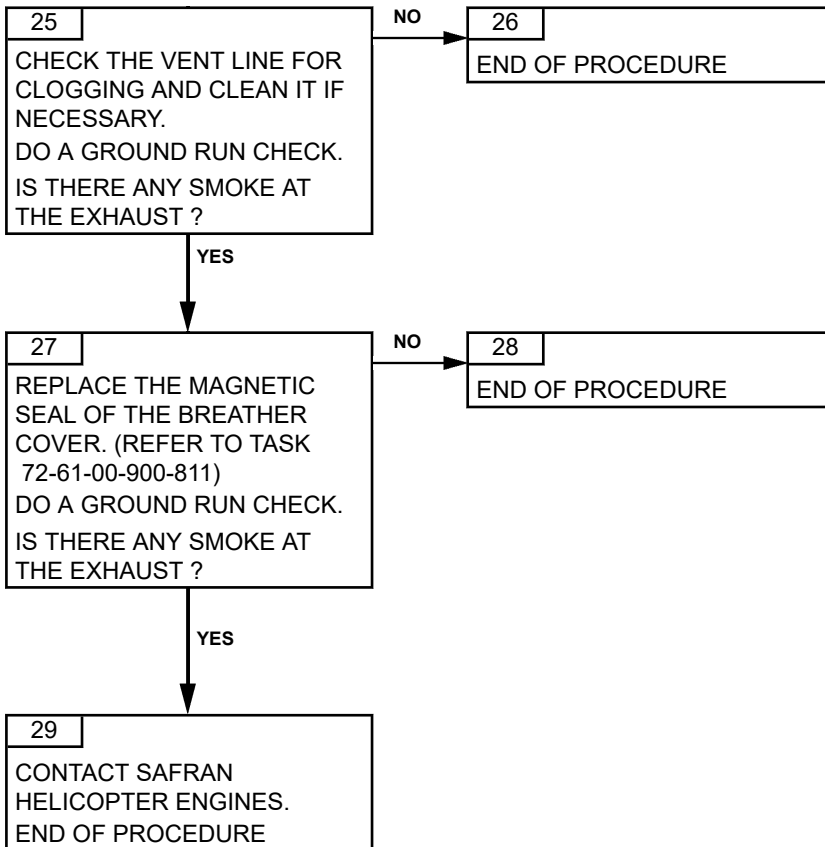 25
CHECK THE VENT LINE FOR
CLOGGING AND CLEAN IT IF
NECESSARY.
DO A GROUND RUN CHECK.
IS THERE ANY SMOKE AT
THE EXHAUST ?
NO
26
END OF PROCEDURE
YES
27
REPLACE THE MAGNETIC
SEAL OF THE BREATHER
COVER. (REFER TO TASK
72-61-00-900-811)
DO A GROUND RUN CHECK.
IS THERE ANY SMOKE AT
THE EXHAUST ?
NO
28
END OF PROCEDURE
YES
29
CONTACT SAFRAN
HELICOPTER ENGINES.
END OF PROCEDURE